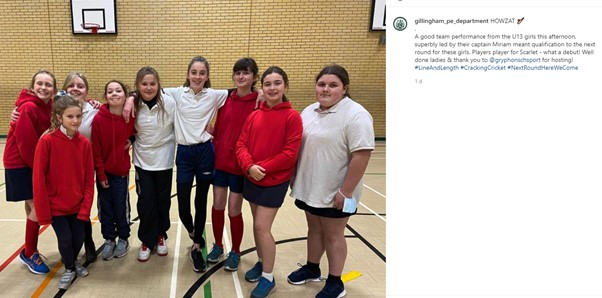 gillingham_pe_department HOWZAT 🏏
.
A good team performance from the U13 girls this afternoon,
superbly led by their captain Miriam meant qualification to the next
round for these girls. Players player for Scarlet - what a debut! Well
done ladies & thank you to @gryphonschsport for hosting!
#LineAndLength #CrackingCricket #NextRoundHereWeCome
1 d